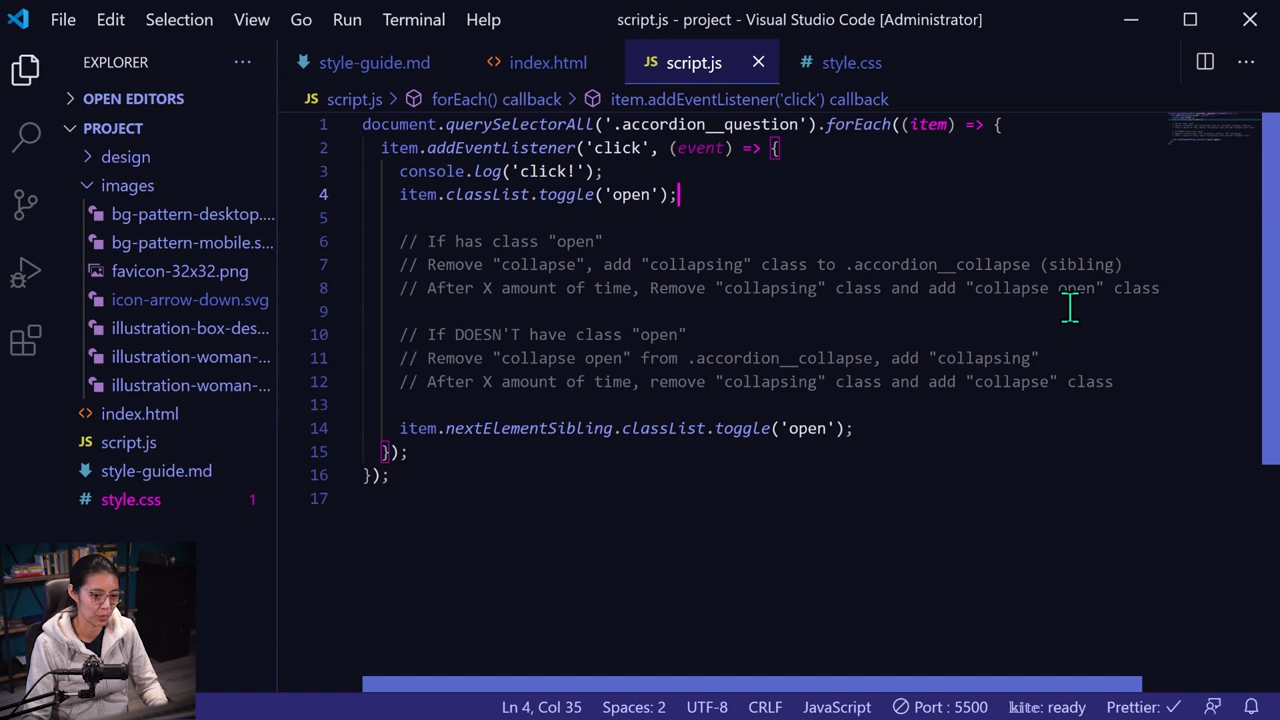 File Edit Selection View Go Run Terminal Help script.js - project - Visual Studio Code [Administrator]
EXPLORER
style-guide.md index.html JS script.js style.css
OPEN EDITORS
JS script.js forEach() callback item.addEventListener('click') callback
PROJECT
design
images
bg-pattern-desktop....
bg-pattern-mobile.s...
favicon-32x32.png
icon-arrow-down.svg
illustration-box-des...
illustration-woman-...
illustration-woman-...
index.html
JS script.js
style-guide.md
# style.css 1
1 document.querySelectorAll('.accordion__question').forEach((item) => {
2 item.addEventListener('click', (event) => {
3 console.log('click!');
4 item.classList.toggle('open');
5
6 // If has class "open"
7 // Remove "collapse", add "collapsing" class to .accordion__collapse (sibling)
8 // After X amount of time, Remove "collapsing" class and add "collapse open" class
9
10 // If DOESN'T have class "open"
11 // Remove "collapse open" from .accordion__collapse, add "collapsing"
12 // After X amount of time, remove "collapsing" class and add "collapse" class
13
14 item.nextElementSibling.classList.toggle('open');
15 });
16 });
17
Ln 4, Col 35 Spaces: 2 UTF-8 CRLF JavaScript Port : 5500 kite: ready Prettier: ✓